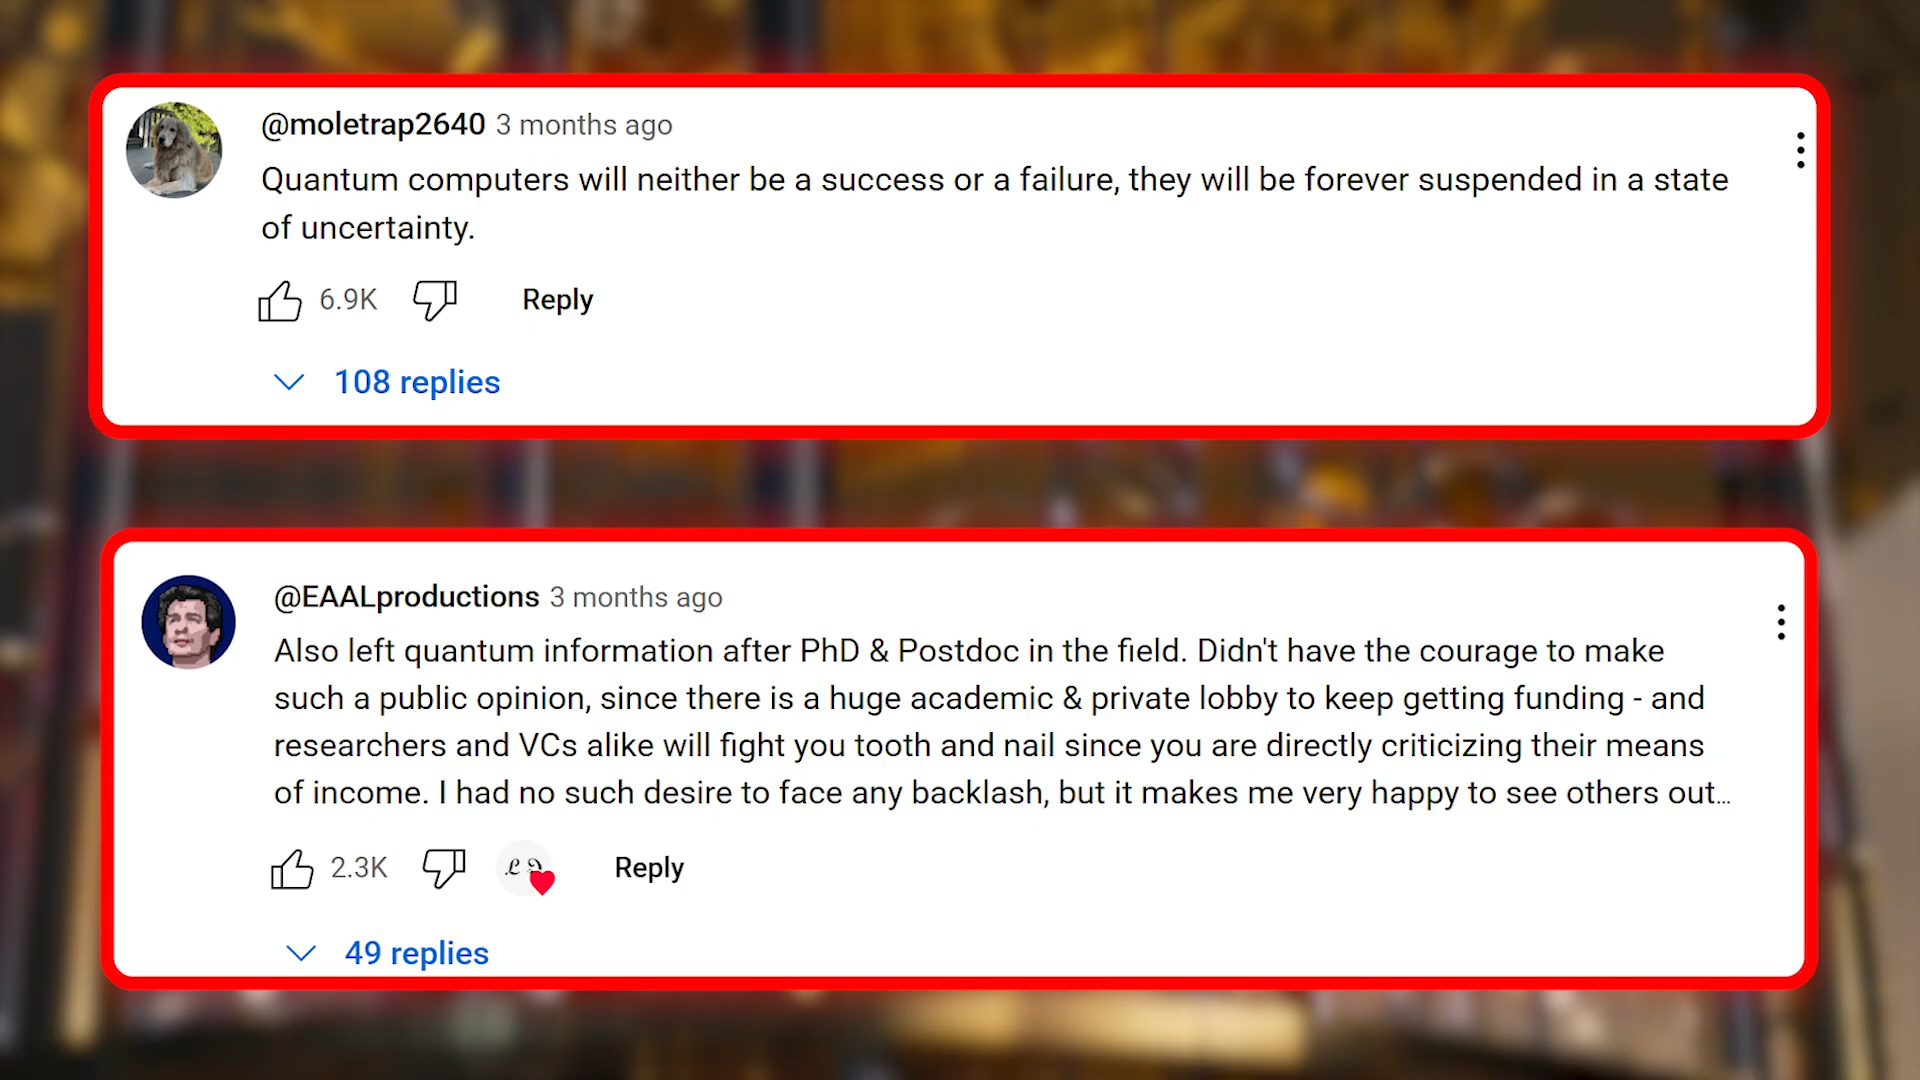 @moletrap2640 3 months ago
Quantum computers will neither be a success or a failure, they will be forever suspended in a state
of uncertainty.
6.9K Reply
108 replies
@EAALproductions 3 months ago
Also left quantum information after PhD & Postdoc in the field. Didn't have the courage to make
such a public opinion, since there is a huge academic & private lobby to keep getting funding - and
researchers and VCs alike will fight you tooth and nail since you are directly criticizing their means
of income. I had no such desire to face any backlash, but it makes me very happy to see others out...
2.3K Reply
49 replies